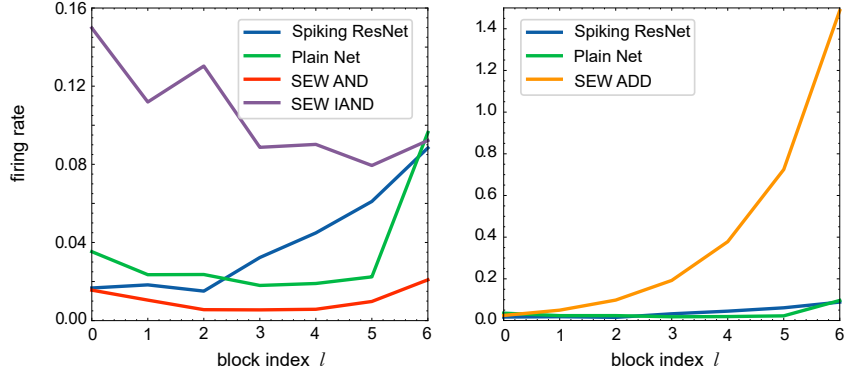 firing rate
0.16
0.12
0.08
0.04
0.00
Spiking ResNet
Plain Net
SEW AND
SEW IAND
0 1 2 3 4 5 6
block index l
1.4
1.2
1.0
0.8
0.6
0.4
0.2
0.0
Spiking ResNet
Plain Net
SEW ADD
0 1 2 3 4 5 6
block index l